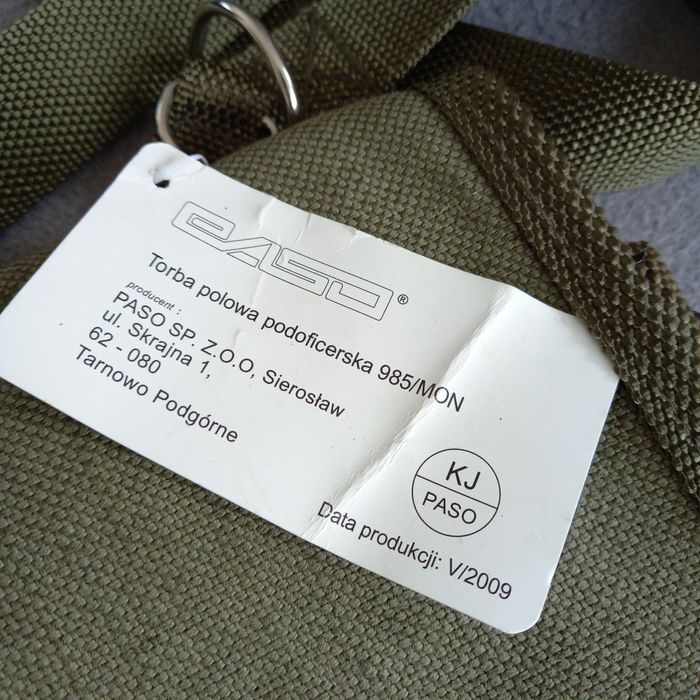 PASO ®
Torba polowa podoficerska 985/MON
producent :
PASO SP. Z.O.O, Sierosław
ul. Skrajna 1,
62 - 080
Tarnowo Podgórne
KJ
PASO
Data produkcji: V/2009